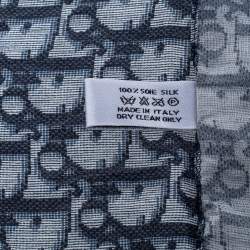 100% SOIE SILK
MADE IN ITALY
DRY CLEAN ONLY